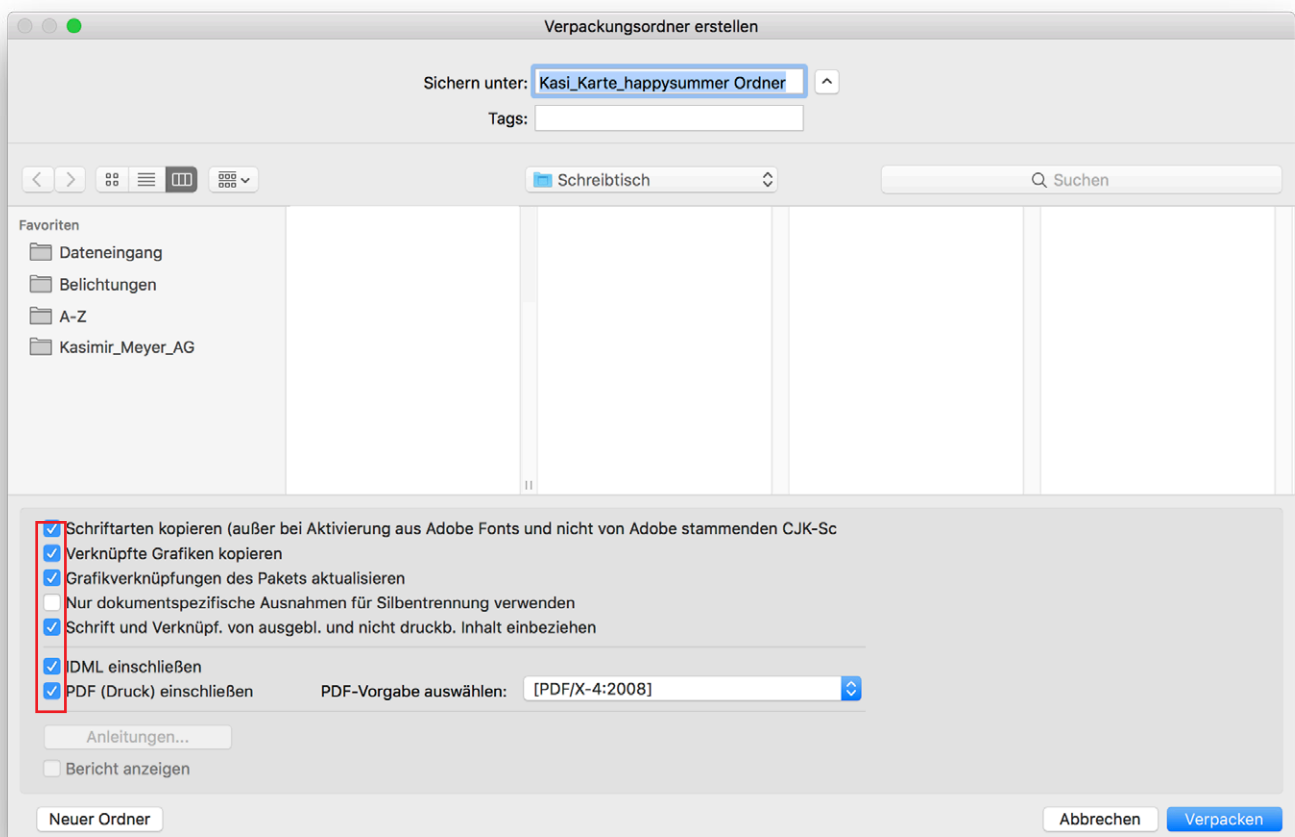 Verpackungsordner erstellen
Sichern unter: Kasi_Karte_happysummer Ordner
Tags:
Schreibtisch
Suchen
Favoriten
Dateneingang
Belichtungen
A-Z
Kasimir_Meyer_AG
Schriftarten kopieren (außer bei Aktivierung aus Adobe Fonts und nicht von Adobe stammenden CJK-Sc
Verknüpfte Grafiken kopieren
Grafikverknüpfungen des Pakets aktualisieren
Nur dokumentspezifische Ausnahmen für Silbentrennung verwenden
Schrift und Verknüpf. von ausgebl. und nicht druckb. Inhalt einbeziehen
IDML einschließen
PDF (Druck) einschließen PDF-Vorgabe auswählen: [PDF/X-4:2008]
Anleitungen...
Bericht anzeigen
Neuer Ordner Abbrechen Verpacken